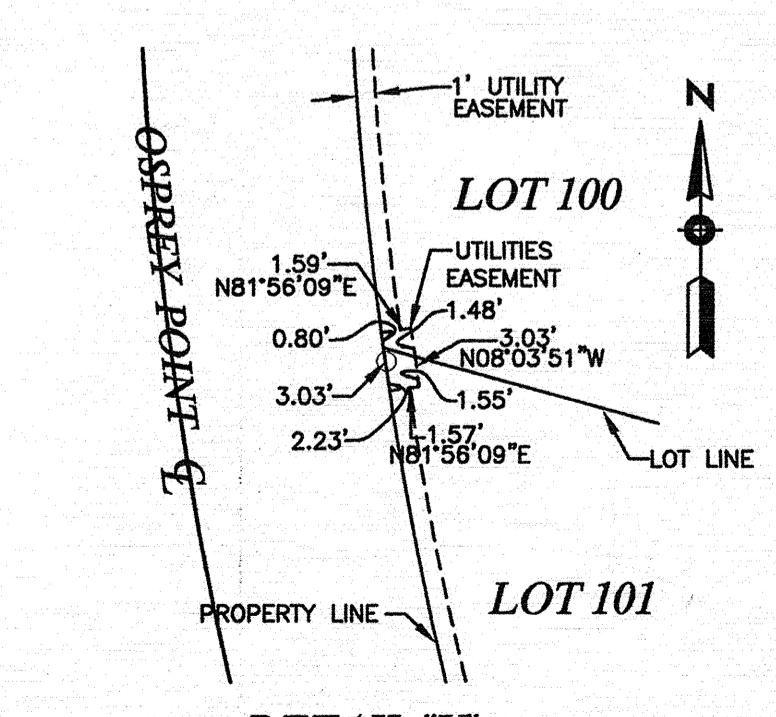 1' UTILITY
EASEMENT
N
OSPREY POINT ℄
LOT 100
UTILITIES
EASEMENT
1.59'
N81°56'09"E
1.48'
0.80'
3.03'
N08°03'51"W
3.03'
1.55'
2.23'
1.57'
N81°56'09"E
LOT LINE
LOT 101
PROPERTY LINE